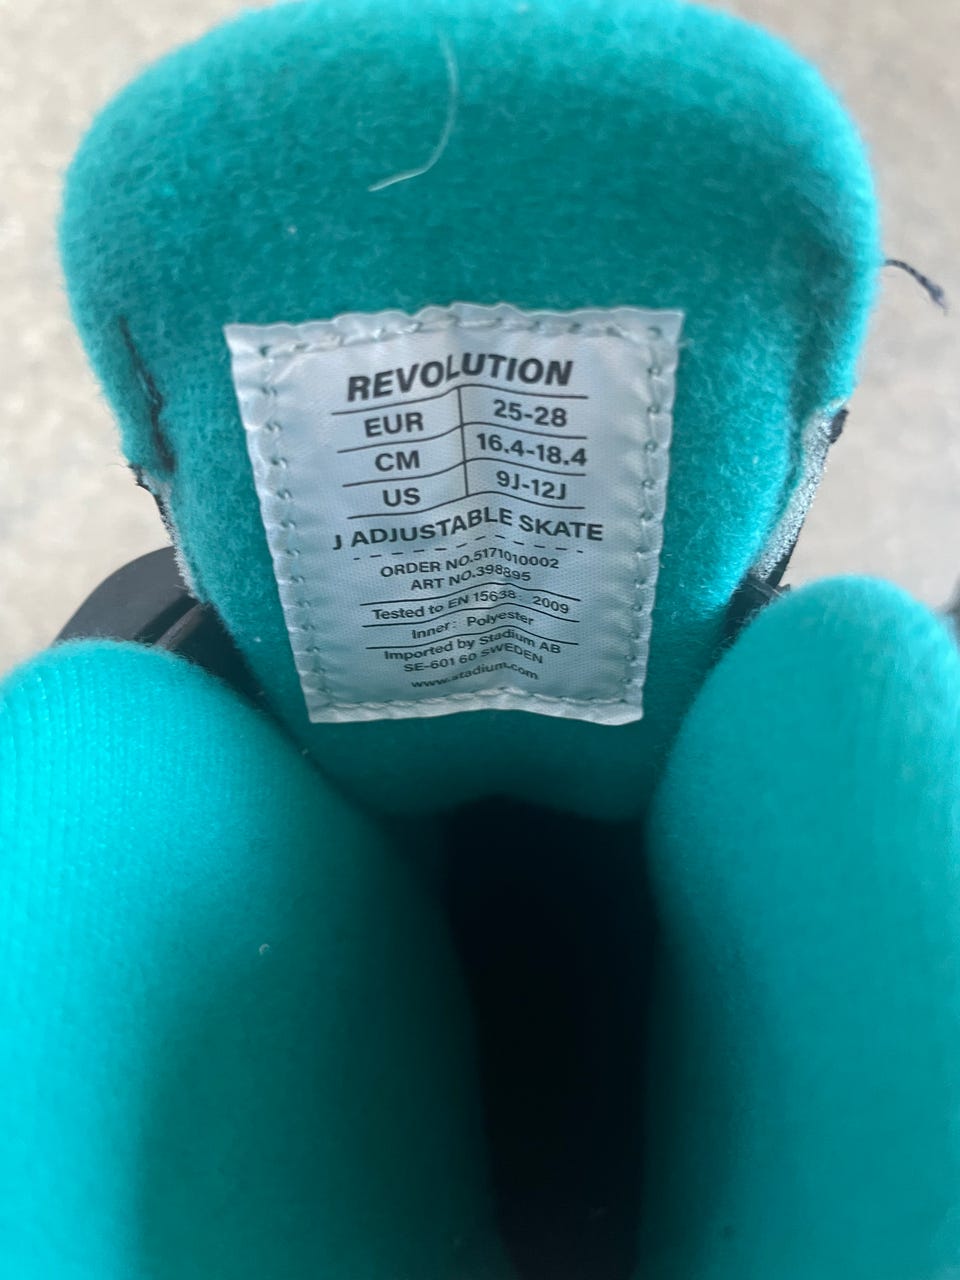 REVOLUTION
EUR 25-28
CM 16.4-18.4
US 9J-12J
J ADJUSTABLE SKATE
ORDER NO.5171010002
ART NO.398895
Tested to EN 15638: 2009
Inner: Polyester
Imported by Stadium AB
SE-601 60 SWEDEN
www.stadium.com